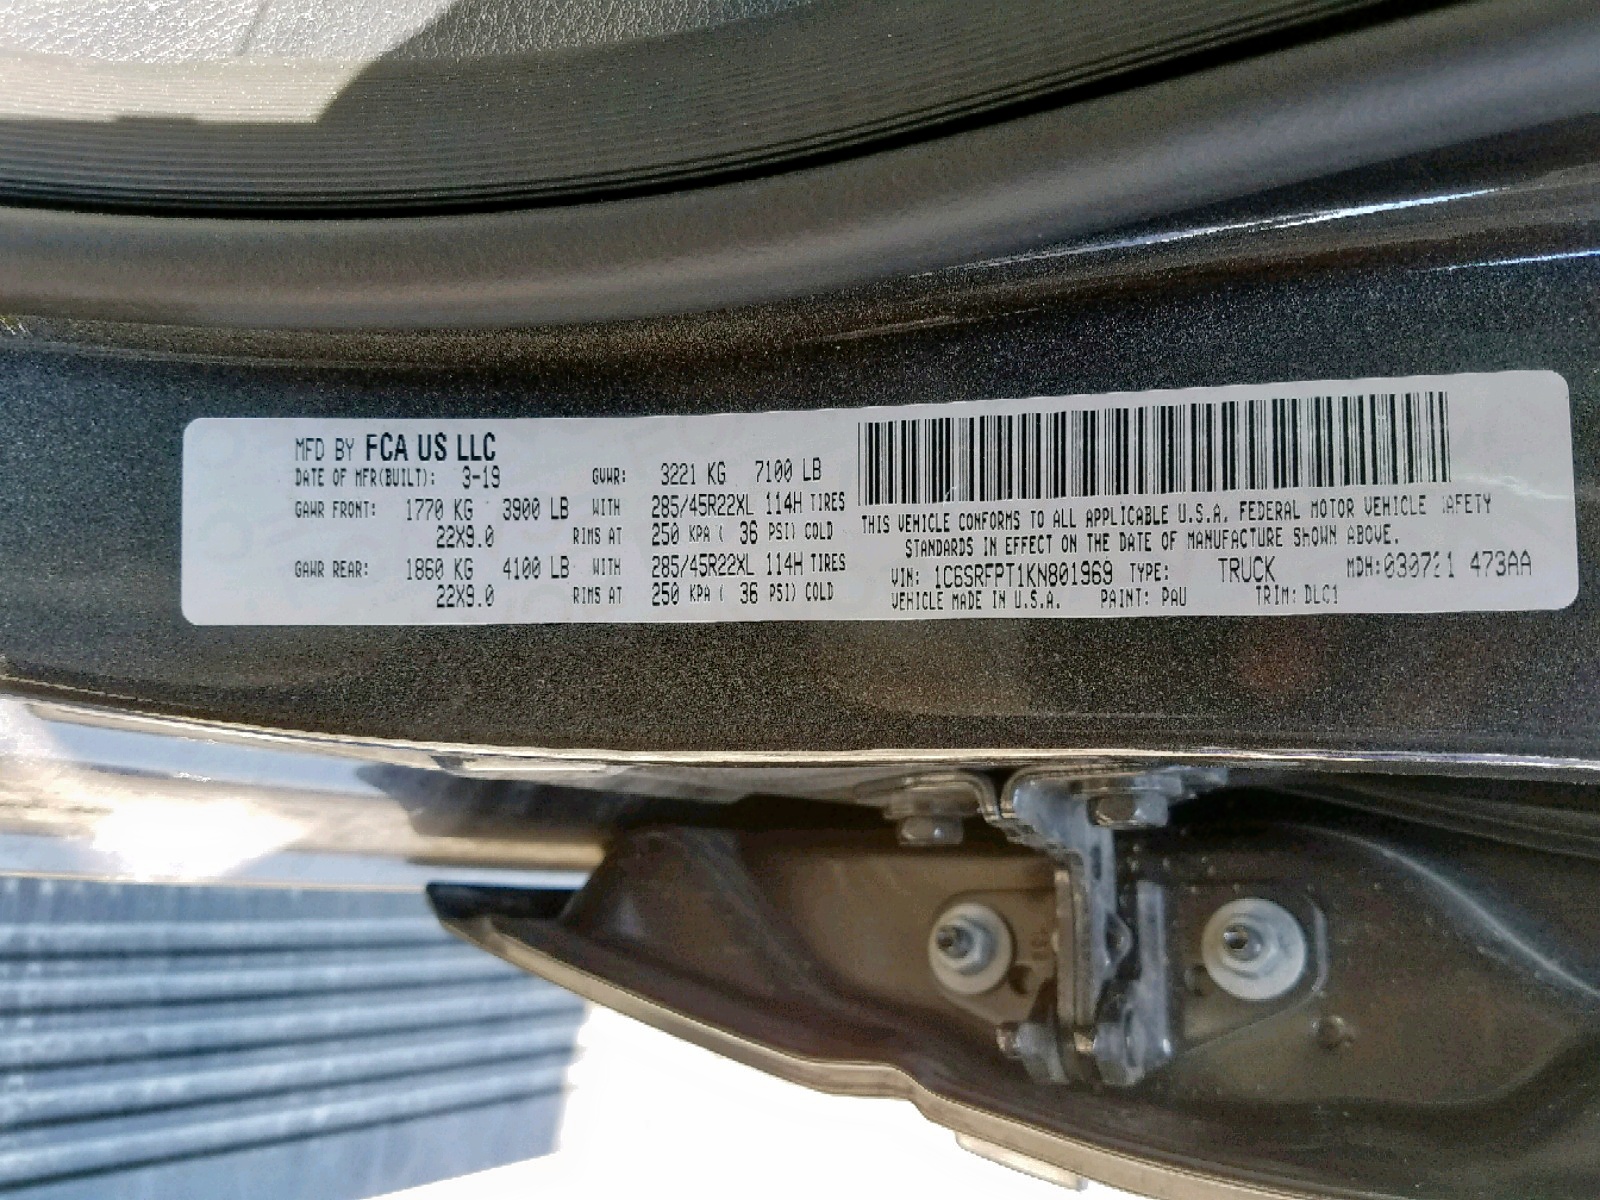 MFD BY FCA US LLC
DATE OF MFR(BUILT): 3-19 GVWR: 3221 KG 7100 LB
GAWR FRONT: 1770 KG 3900 LB WITH 285/45R22XL 114H TIRES
22X9.0 RIMS AT 250 KPA ( 36 PSI) COLD
GAWR REAR: 1860 KG 4100 LB WITH 285/45R22XL 114H TIRES
22X9.0 RIMS AT 250 KPA ( 36 PSI) COLD
THIS VEHICLE CONFORMS TO ALL APPLICABLE U.S.A. FEDERAL MOTOR VEHICLE AFETY
STANDARDS IN EFFECT ON THE DATE OF MANUFACTURE SHOWN ABOVE.
VIN: 1C6SRFPT1KN801969 TYPE: TRUCK MDH: 473AA
VEHICLE MADE IN U.S.A. PAINT: PAU TRIM: DLC1